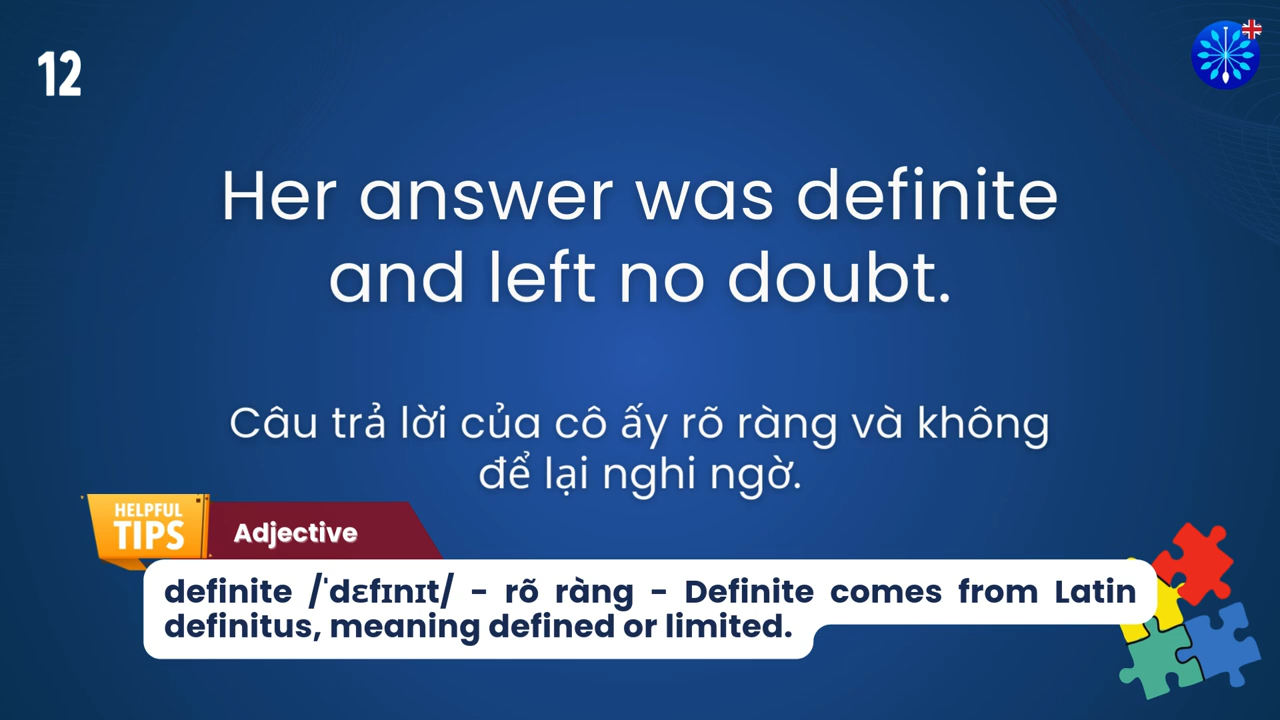 12
Her answer was definite
and left no doubt.
Câu trả lời của cô ấy rõ ràng và không
để lại nghi ngờ.
HELPFUL
TIPS
Adjective
definite /ˈdɛfɪnɪt/ - rõ ràng - Definite comes from Latin
definitus, meaning defined or limited.